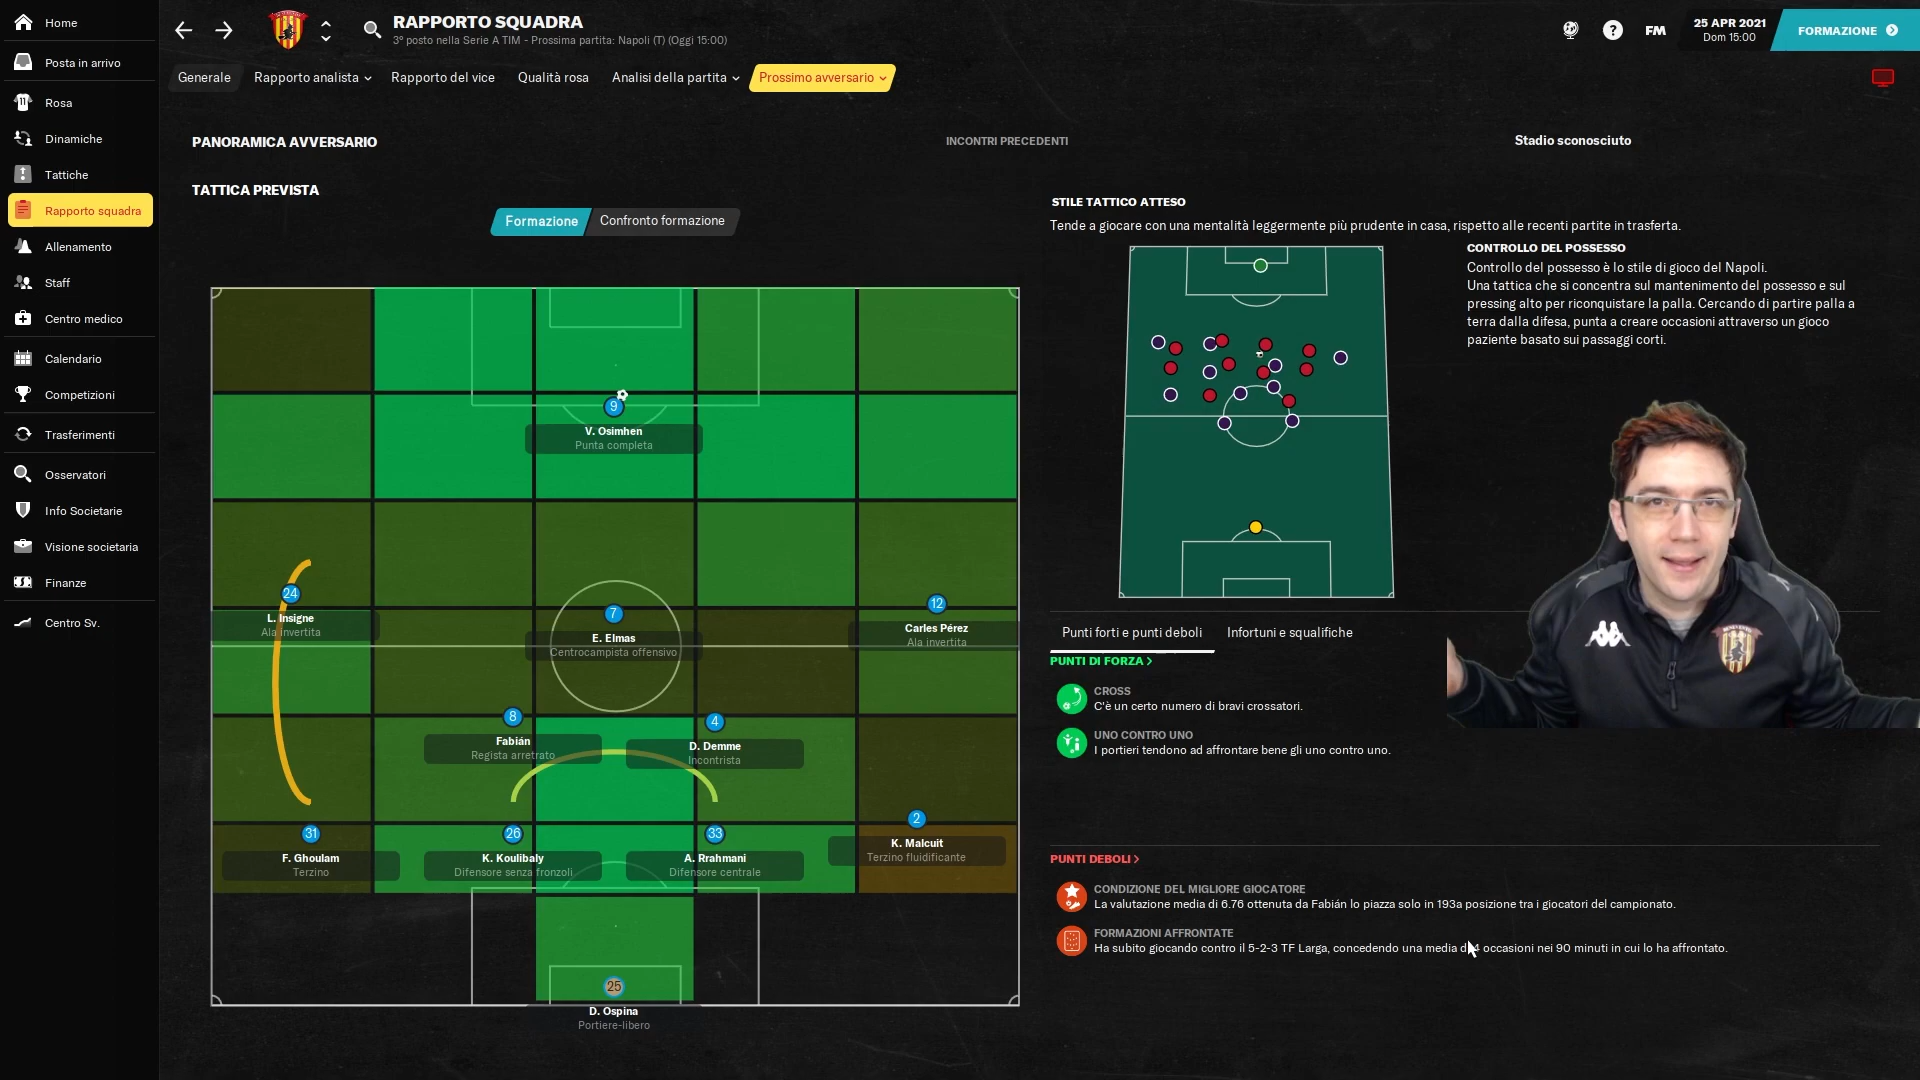 Home
Posta in arrivo
Rosa
Dinamiche
Tattiche
Rapporto squadra
Allenamento
Staff
Centro medico
Calendario
Competizioni
Trasferimenti
Osservatori
Info Societarie
Visione societaria
Finanze
Centro Sv.
RAPPORTO SQUADRA
3° posto nella Serie A TIM - Prossima partita: Napoli (T) (Oggi 15:00)
FM
25 APR 2021
Dom 15:00
FORMAZIONE
Generale
Rapporto analista
Rapporto del vice
Qualità rosa
Analisi della partita
Prossimo avversario
PANORAMICA AVVERSARIO
INCONTRI PRECEDENTI
Stadio sconosciuto
TATTICA PREVISTA
Formazione
Confronto formazione
9
V. Osimhen
Punta completa
24
L. Insigne
Ala invertita
7
E. Elmas
Centrocampista offensivo
12
Carles Pérez
Ala invertita
8
Fabián
Regista arretrato
4
D. Demme
Incontrista
31
F. Ghoulam
Terzino
26
K. Koulibaly
Difensore senza fronzoli
33
A. Rrahmani
Difensore centrale
2
K. Malcuit
Terzino fluidificante
25
D. Ospina
Portiere-libero
STILE TATTICO ATTESO
Tende a giocare con una mentalità leggermente più prudente in casa, rispetto alle recenti partite in trasferta.
CONTROLLO DEL POSSESSO
Controllo del possesso è lo stile di gioco del Napoli.
Una tattica che si concentra sul mantenimento del possesso e sul
pressing alto per riconquistare la palla. Cercando di partire palla a
terra dalla difesa, punta a creare occasioni attraverso un gioco
paziente basato sui passaggi corti.
Punti forti e punti deboli
Infortuni e squalifiche
PUNTI DI FORZA
CROSS
C'è un certo numero di bravi crossatori.
UNO CONTRO UNO
I portieri tendono ad affrontare bene gli uno contro uno.
PUNTI DEBOLI
CONDIZIONE DEL MIGLIORE GIOCATORE
La valutazione media di 6.76 ottenuta da Fabián lo piazza solo in 193a posizione tra i giocatori del campionato.
FORMAZIONI AFFRONTATE
Ha subito giocando contro il 5-2-3 TF Larga, concedendo una media 4 occasioni nei 90 minuti in cui lo ha affrontato.